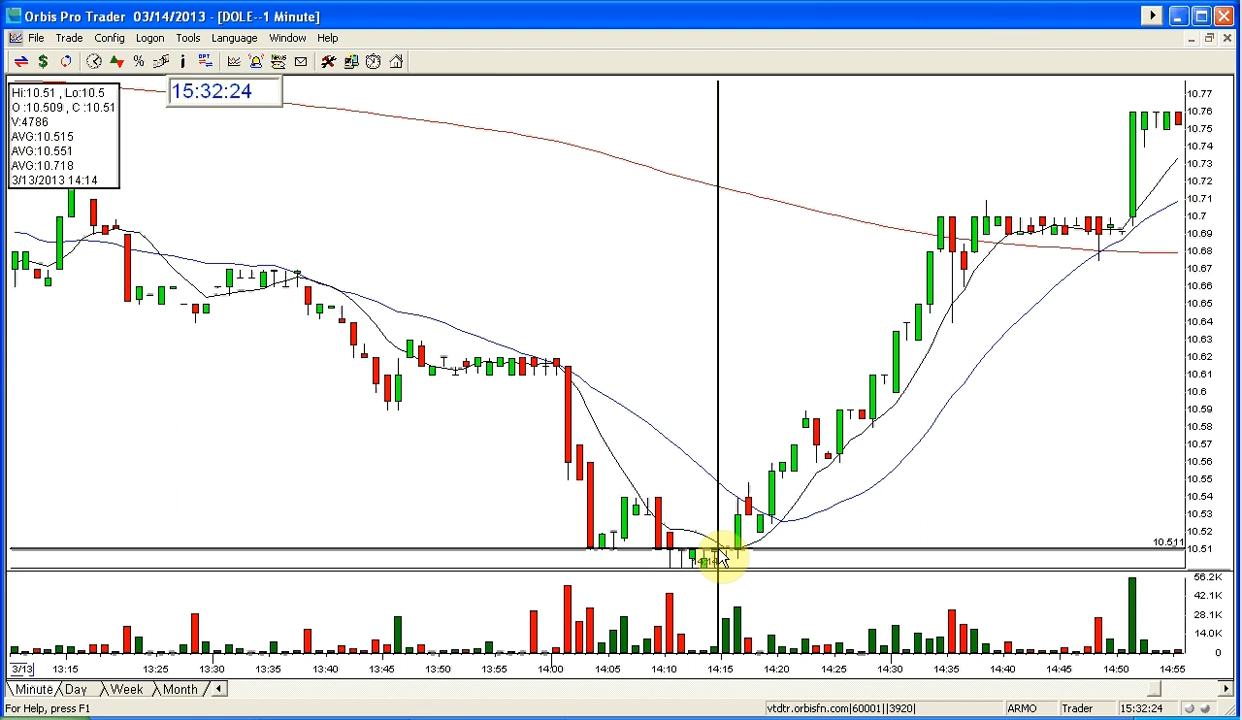 Orbis Pro Trader 03/14/2013 - [DOLE--1 Minute]
File Trade Config Logon Tools Language Window Help
15:32:24
Hi:10.51 , Lo:10.5
O :10.509 , C :10.51
V:4786
AVG:10.515
AVG:10.551
AVG:10.718
3/13/2013 14:14
10.77
10.76
10.75
10.74
10.73
10.72
10.71
10.7
10.69
10.68
10.67
10.66
10.65
10.64
10.63
10.62
10.61
10.6
10.59
10.58
10.57
10.56
10.55
10.54
10.53
10.52
10.511
10.51
56.2K
42.1K
28.1K
14.0K
0
3/13 13:15 13:25 13:30 13:35 13:40 13:45 13:50 13:55 14:00 14:05 14:10 14:15 14:20 14:25 14:30 14:35 14:40 14:45 14:50 14:55
Minute Day Week Month
For Help, press F1 vtdtr.orbisfn.com|60001||3920| ARMO Trader 15:32:24